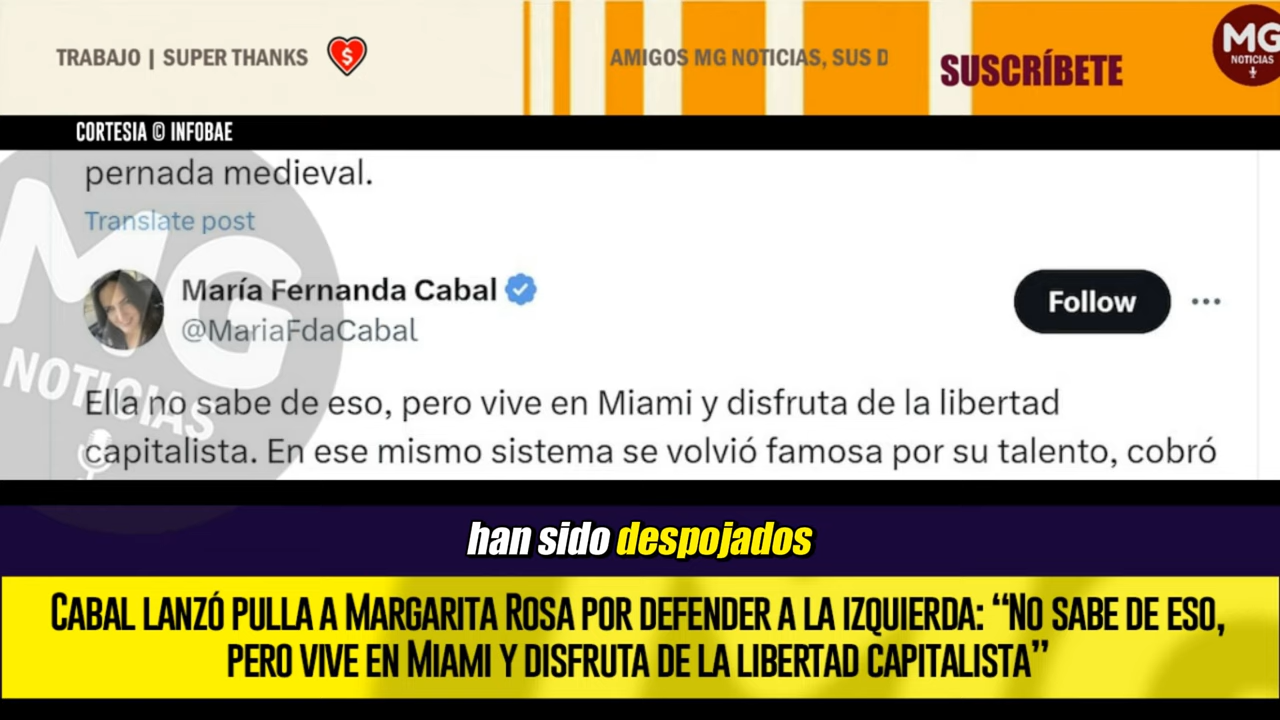 TRABAJO | SUPER THANKS
$
AMIGOS MG NOTICIAS, SUS D
SUSCRÍBETE
MG
NOTICIAS
CORTESIA © INFOBAE
pernada medieval.
Translate post
María Fernanda Cabal
@MariaFdaCabal
Follow
...
Ella no sabe de eso, pero vive en Miami y disfruta de la libertad
capitalista. En ese mismo sistema se volvió famosa por su talento, cobró
MG
NOTICIAS
han sido despojados
CABAL LANZÓ PULLA A MARGARITA ROSA POR DEFENDER A LA IZQUIERDA: “NO SABE DE ESO,
PERO VIVE EN MIAMI Y DISFRUTA DE LA LIBERTAD CAPITALISTA”